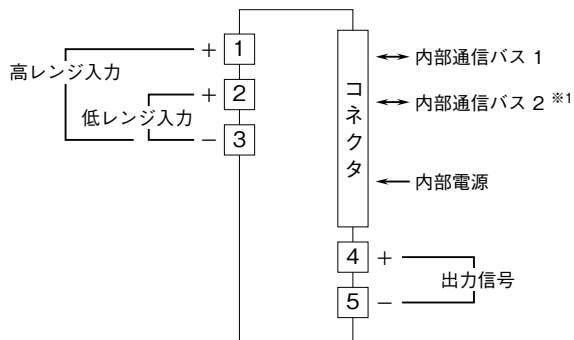 高レンジ入力
低レンジ入力
+ 1
+ 2
− 3
コネクタ
内部通信バス 1
内部通信バス 2 ※1
内部電源
4 +
5 −
出力信号